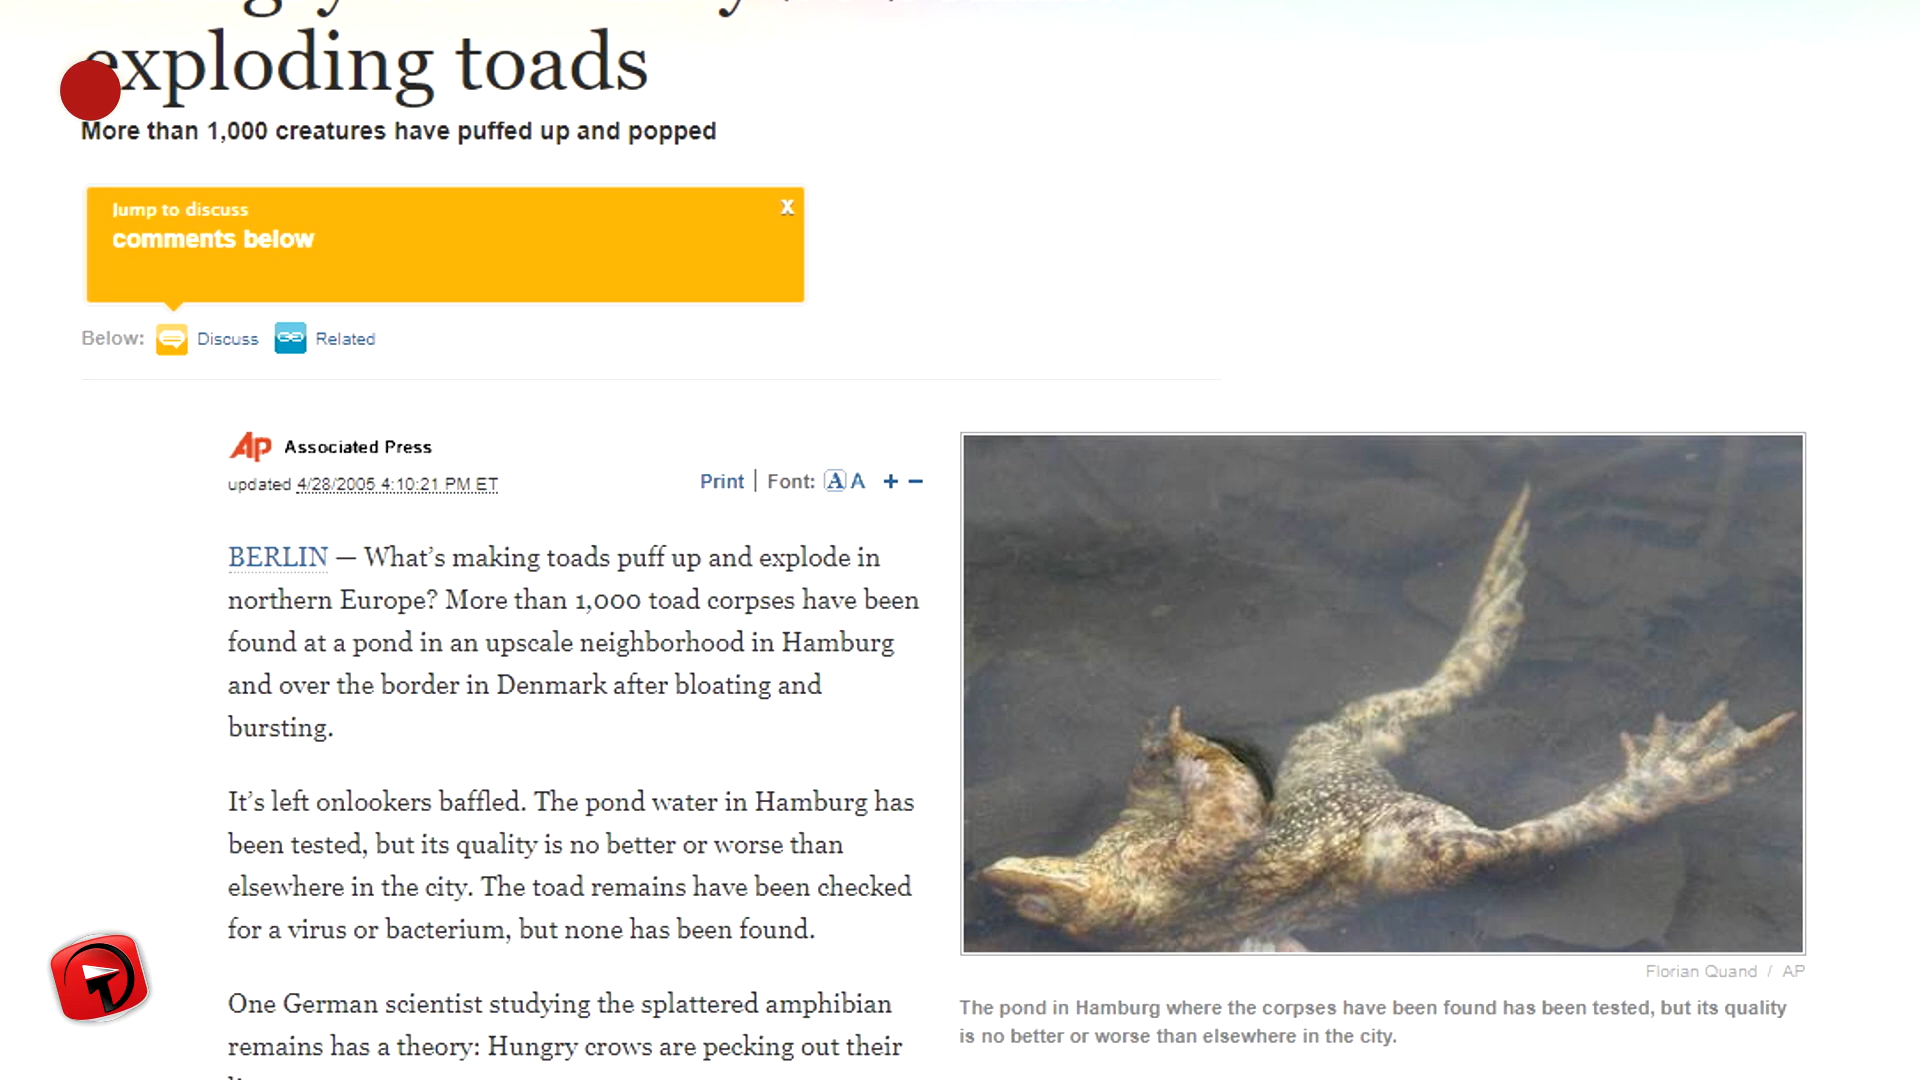 exploding toads
More than 1,000 creatures have puffed up and popped
Jump to discuss
comments below
X
Below: Discuss Related
AP Associated Press
updated 4/28/2005 4:10:21 PM ET
Print | Font: A A + −
BERLIN — What's making toads puff up and explode in
northern Europe? More than 1,000 toad corpses have been
found at a pond in an upscale neighborhood in Hamburg
and over the border in Denmark after bloating and
bursting.
It's left onlookers baffled. The pond water in Hamburg has
been tested, but its quality is no better or worse than
elsewhere in the city. The toad remains have been checked
for a virus or bacterium, but none has been found.
One German scientist studying the splattered amphibian
remains has a theory: Hungry crows are pecking out their
Florian Quand / AP
The pond in Hamburg where the corpses have been found has been tested, but its quality
is no better or worse than elsewhere in the city.